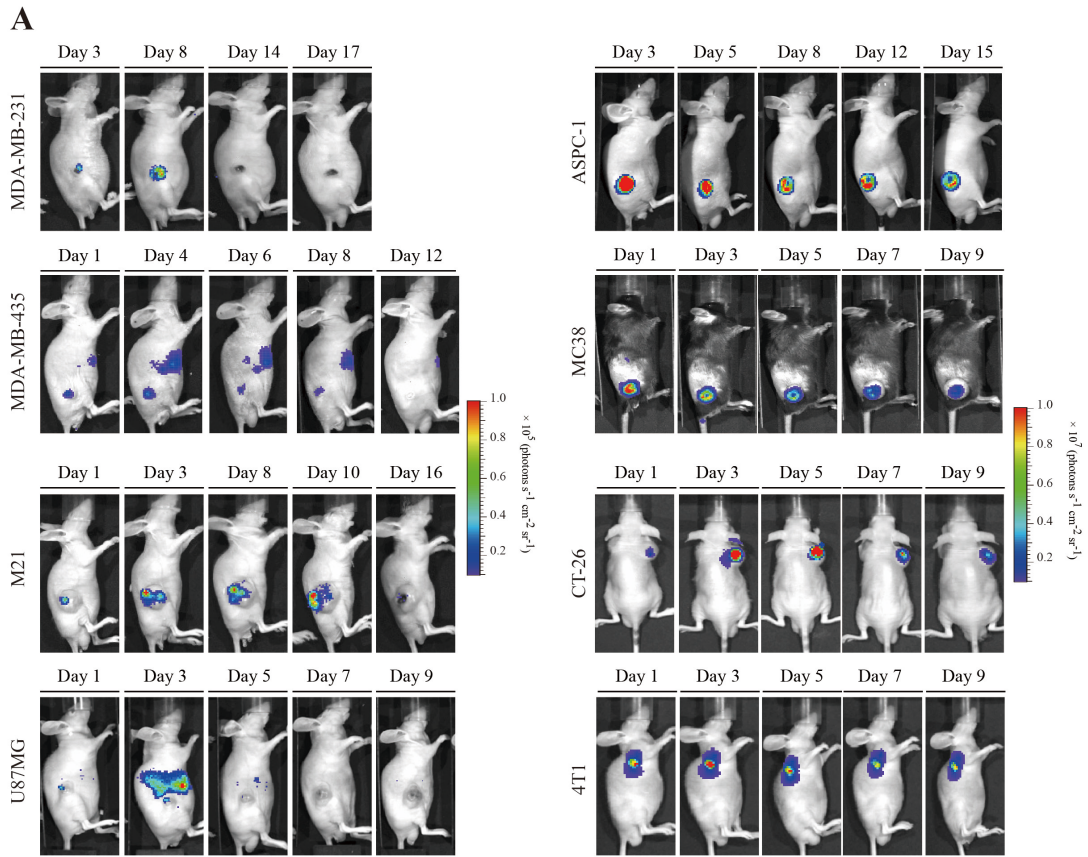 A
Day 3 Day 8 Day 14 Day 17
MDA-MB-231
Day 1 Day 4 Day 6 Day 8 Day 12
MDA-MB-435
Day 1 Day 3 Day 8 Day 10 Day 16
M21
Day 1 Day 3 Day 5 Day 7 Day 9
U87MG
1.0
0.8
0.6
0.4
0.2
× 10⁵ (photons s⁻¹ cm⁻² sr⁻¹)
Day 3 Day 5 Day 8 Day 12 Day 15
ASPC-1
Day 1 Day 3 Day 5 Day 7 Day 9
MC38
Day 1 Day 3 Day 5 Day 7 Day 9
CT-26
Day 1 Day 3 Day 5 Day 7 Day 9
4T1
1.0
0.8
0.6
0.4
0.2
× 10⁷ (photons s⁻¹ cm⁻² sr⁻¹)